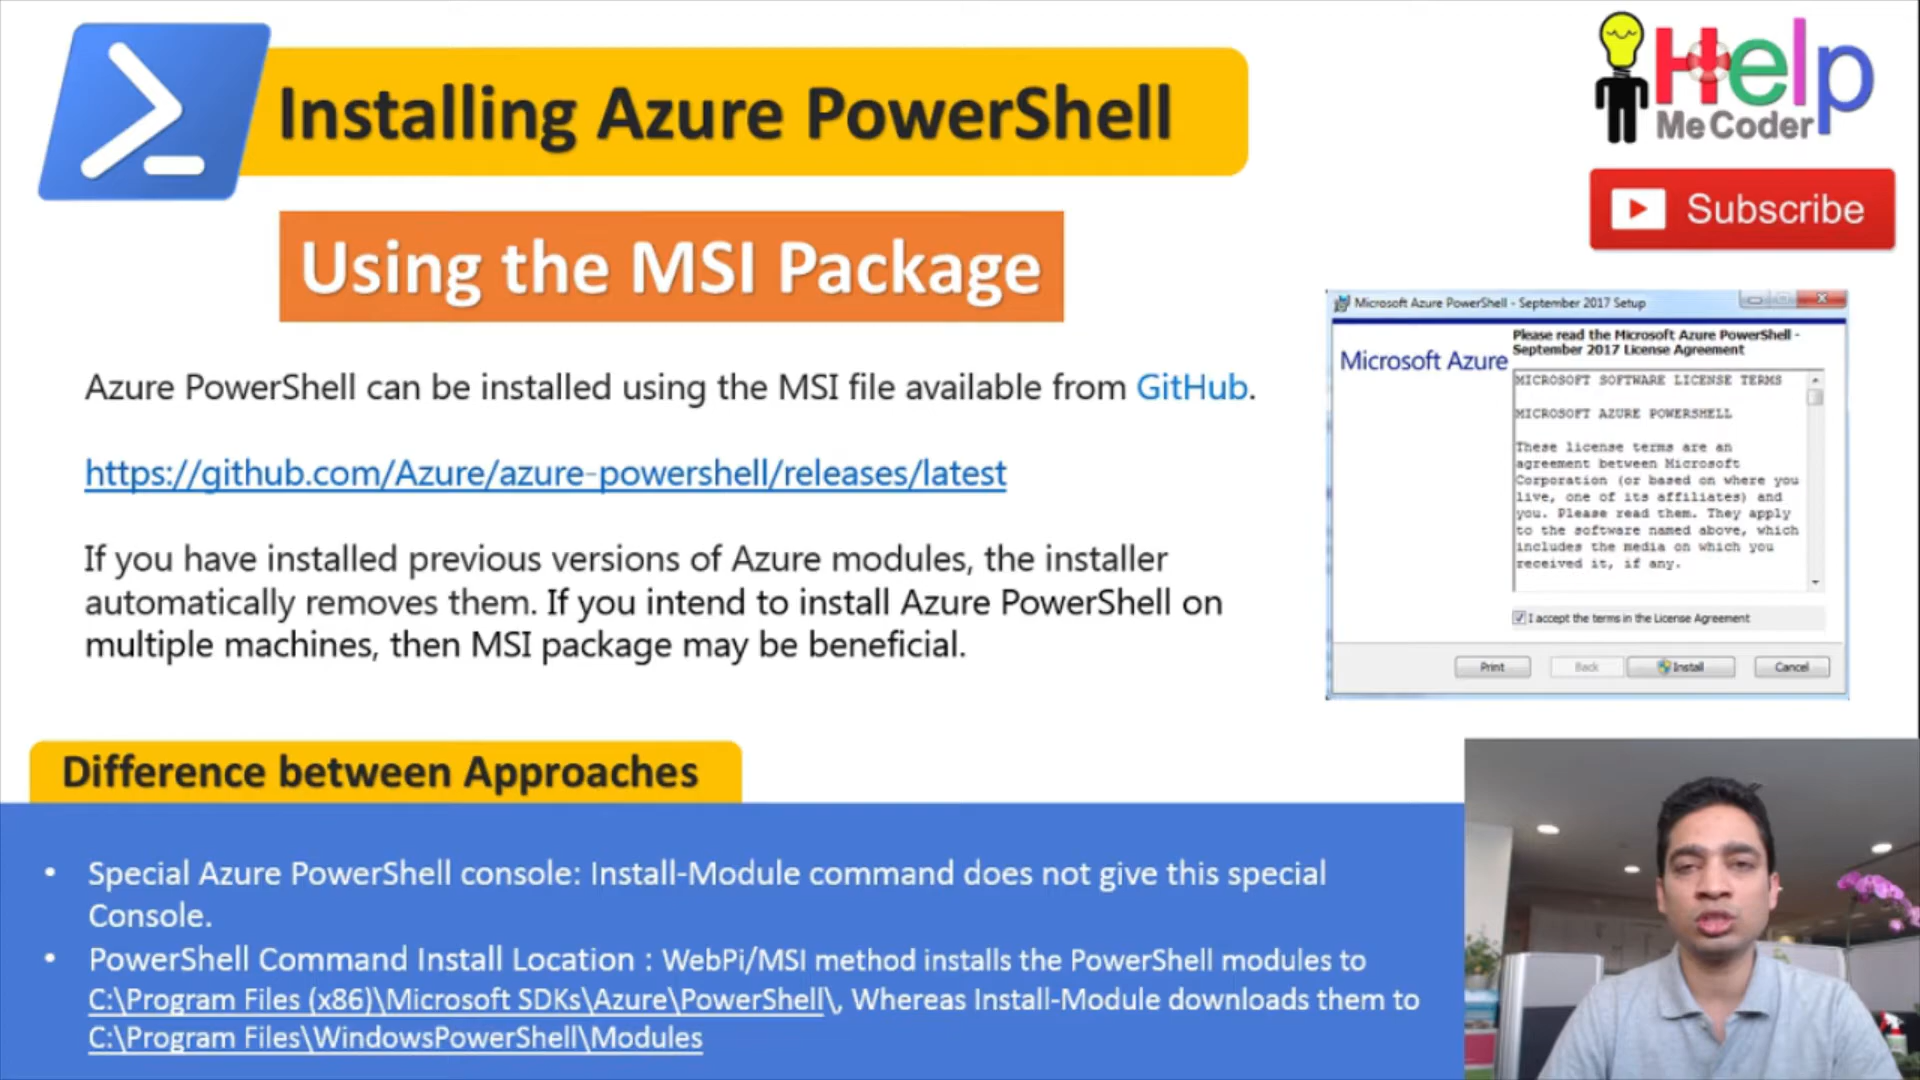 Installing Azure PowerShell
Help
Me Coder
Subscribe
Using the MSI Package
Azure PowerShell can be installed using the MSI file available from GitHub.
https://github.com/Azure/azure-powershell/releases/latest
If you have installed previous versions of Azure modules, the installer
automatically removes them. If you intend to install Azure PowerShell on
multiple machines, then MSI package may be beneficial.
Microsoft Azure PowerShell - September 2017 Setup
Microsoft Azure
Please read the Microsoft Azure PowerShell -
September 2017 License Agreement
MICROSOFT SOFTWARE LICENSE TERMS
MICROSOFT AZURE POWERSHELL
These license terms are an
agreement between Microsoft
Corporation (or based on where you
live, one of its affiliates) and
you. Please read them. They apply
to the software named above, which
includes the media on which you
received it, if any.
I accept the terms in the License Agreement
Print Back Install Cancel
Difference between Approaches
• Special Azure PowerShell console: Install-Module command does not give this special
Console.
• PowerShell Command Install Location : WebPi/MSI method installs the PowerShell modules to
C:\Program Files (x86)\Microsoft SDKs\Azure\PowerShell\, Whereas Install-Module downloads them to
C:\Program Files\WindowsPowerShell\Modules